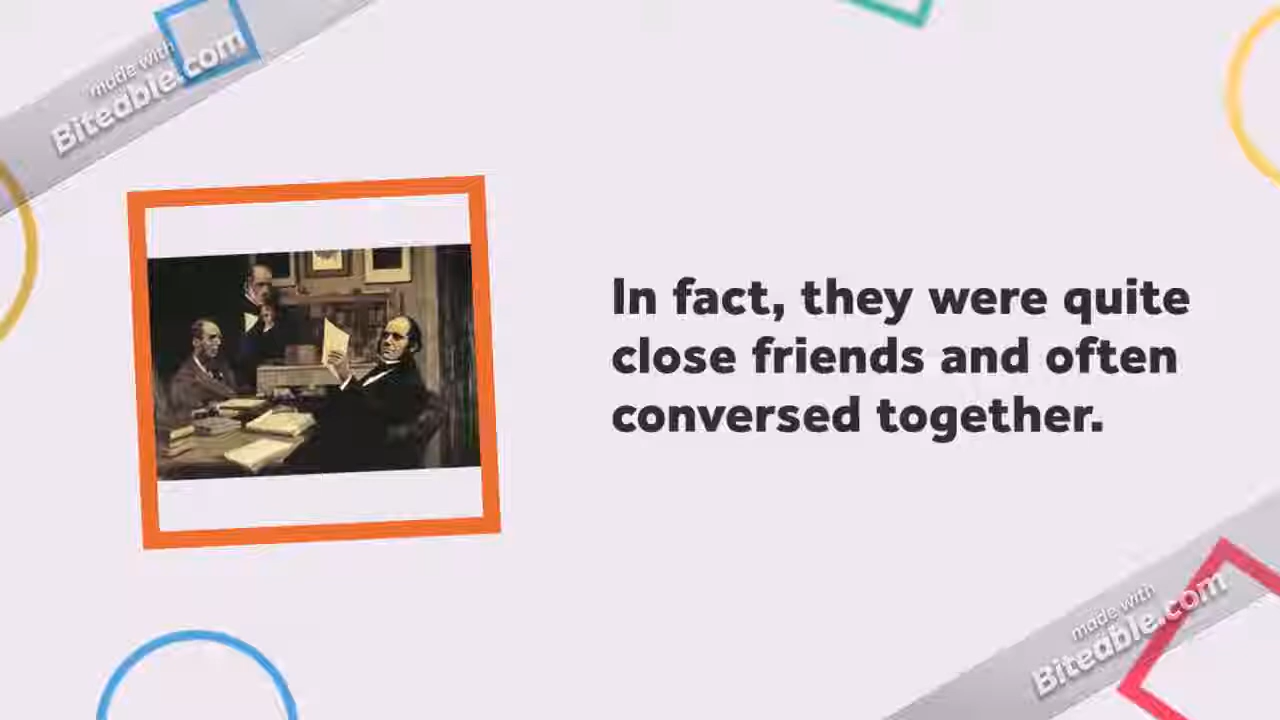 made with
Biteable.com
In fact, they were quite
close friends and often
conversed together.
made with
Biteable.com